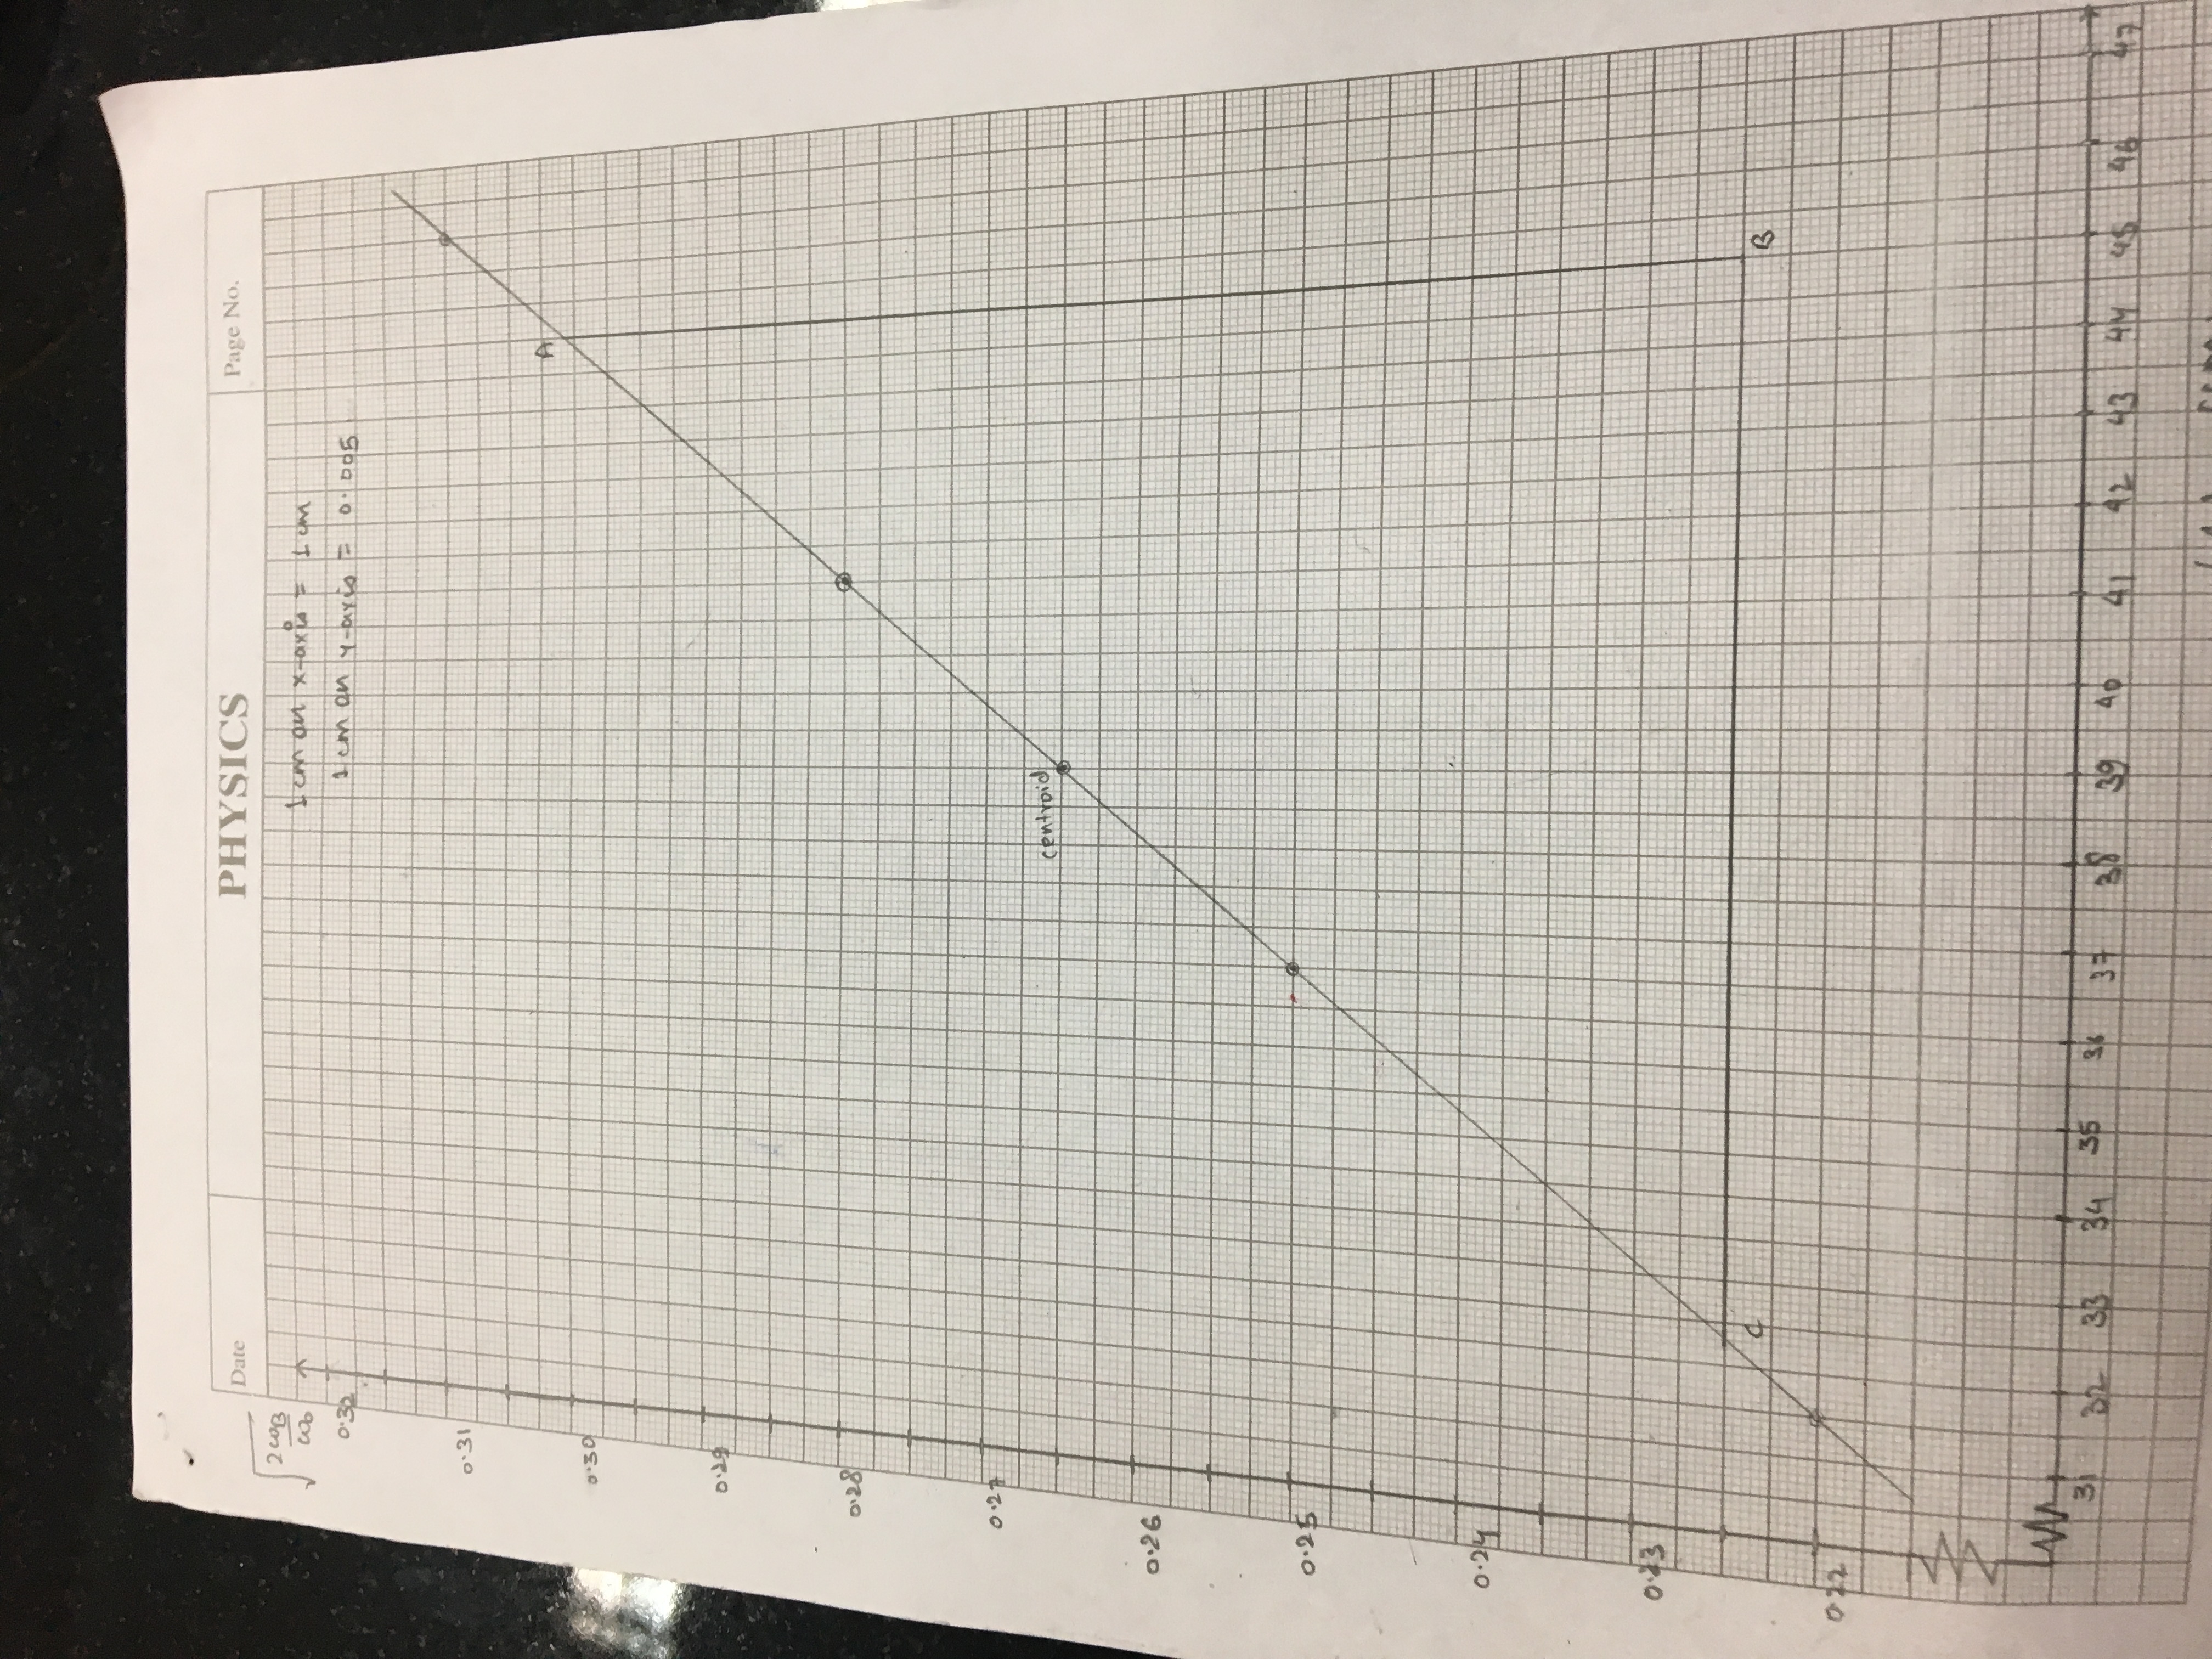 Date
PHYSICS
Page No.
1 cm on x-axis = 1 cm
1 cm on y-axis = 0.005
0.32
0.31
0.30
0.29
0.28
0.27
0.26
0.25
0.24
0.23
0.22
A
centroid
C
B
31 32 33 34 35 36 37 38 39 40 41 42 43 44 45 46 47